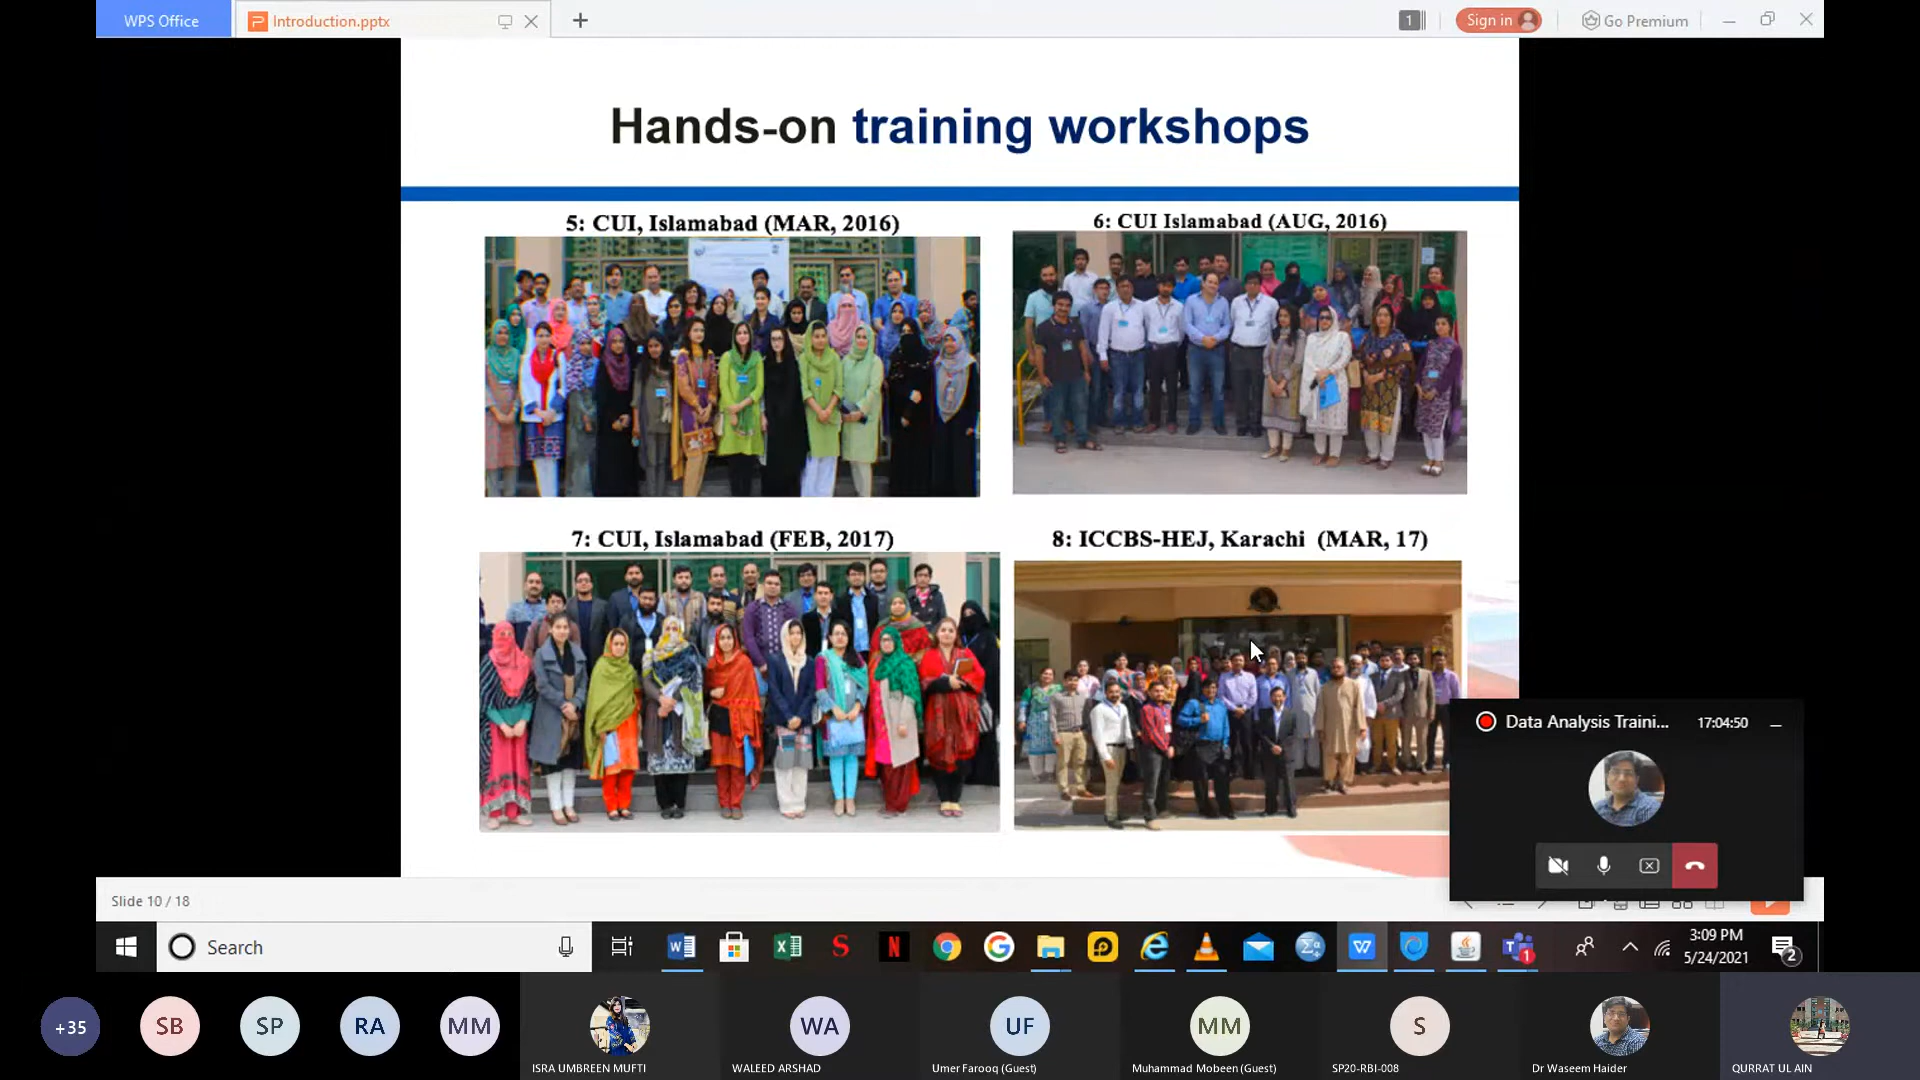 WPS Office
Introduction.pptx
1
Sign in
Go Premium
Hands-on training workshops
5: CUI, Islamabad (MAR, 2016)
6: CUI Islamabad (AUG, 2016)
7: CUI, Islamabad (FEB, 2017)
8: ICCBS-HEJ, Karachi (MAR, 17)
Data Analysis Traini...
17:04:50
Slide 10 / 18
Search
3:09 PM
5/24/2021
2
1
+35
SB
SP
RA
MM
WA
UF
MM
S
ISRA UMBREEN MUFTI
WALEED ARSHAD
Umer Farooq (Guest)
Muhammad Mobeen (Guest)
SP20-RBI-008
Dr Waseem Haider
QURRAT UL AIN